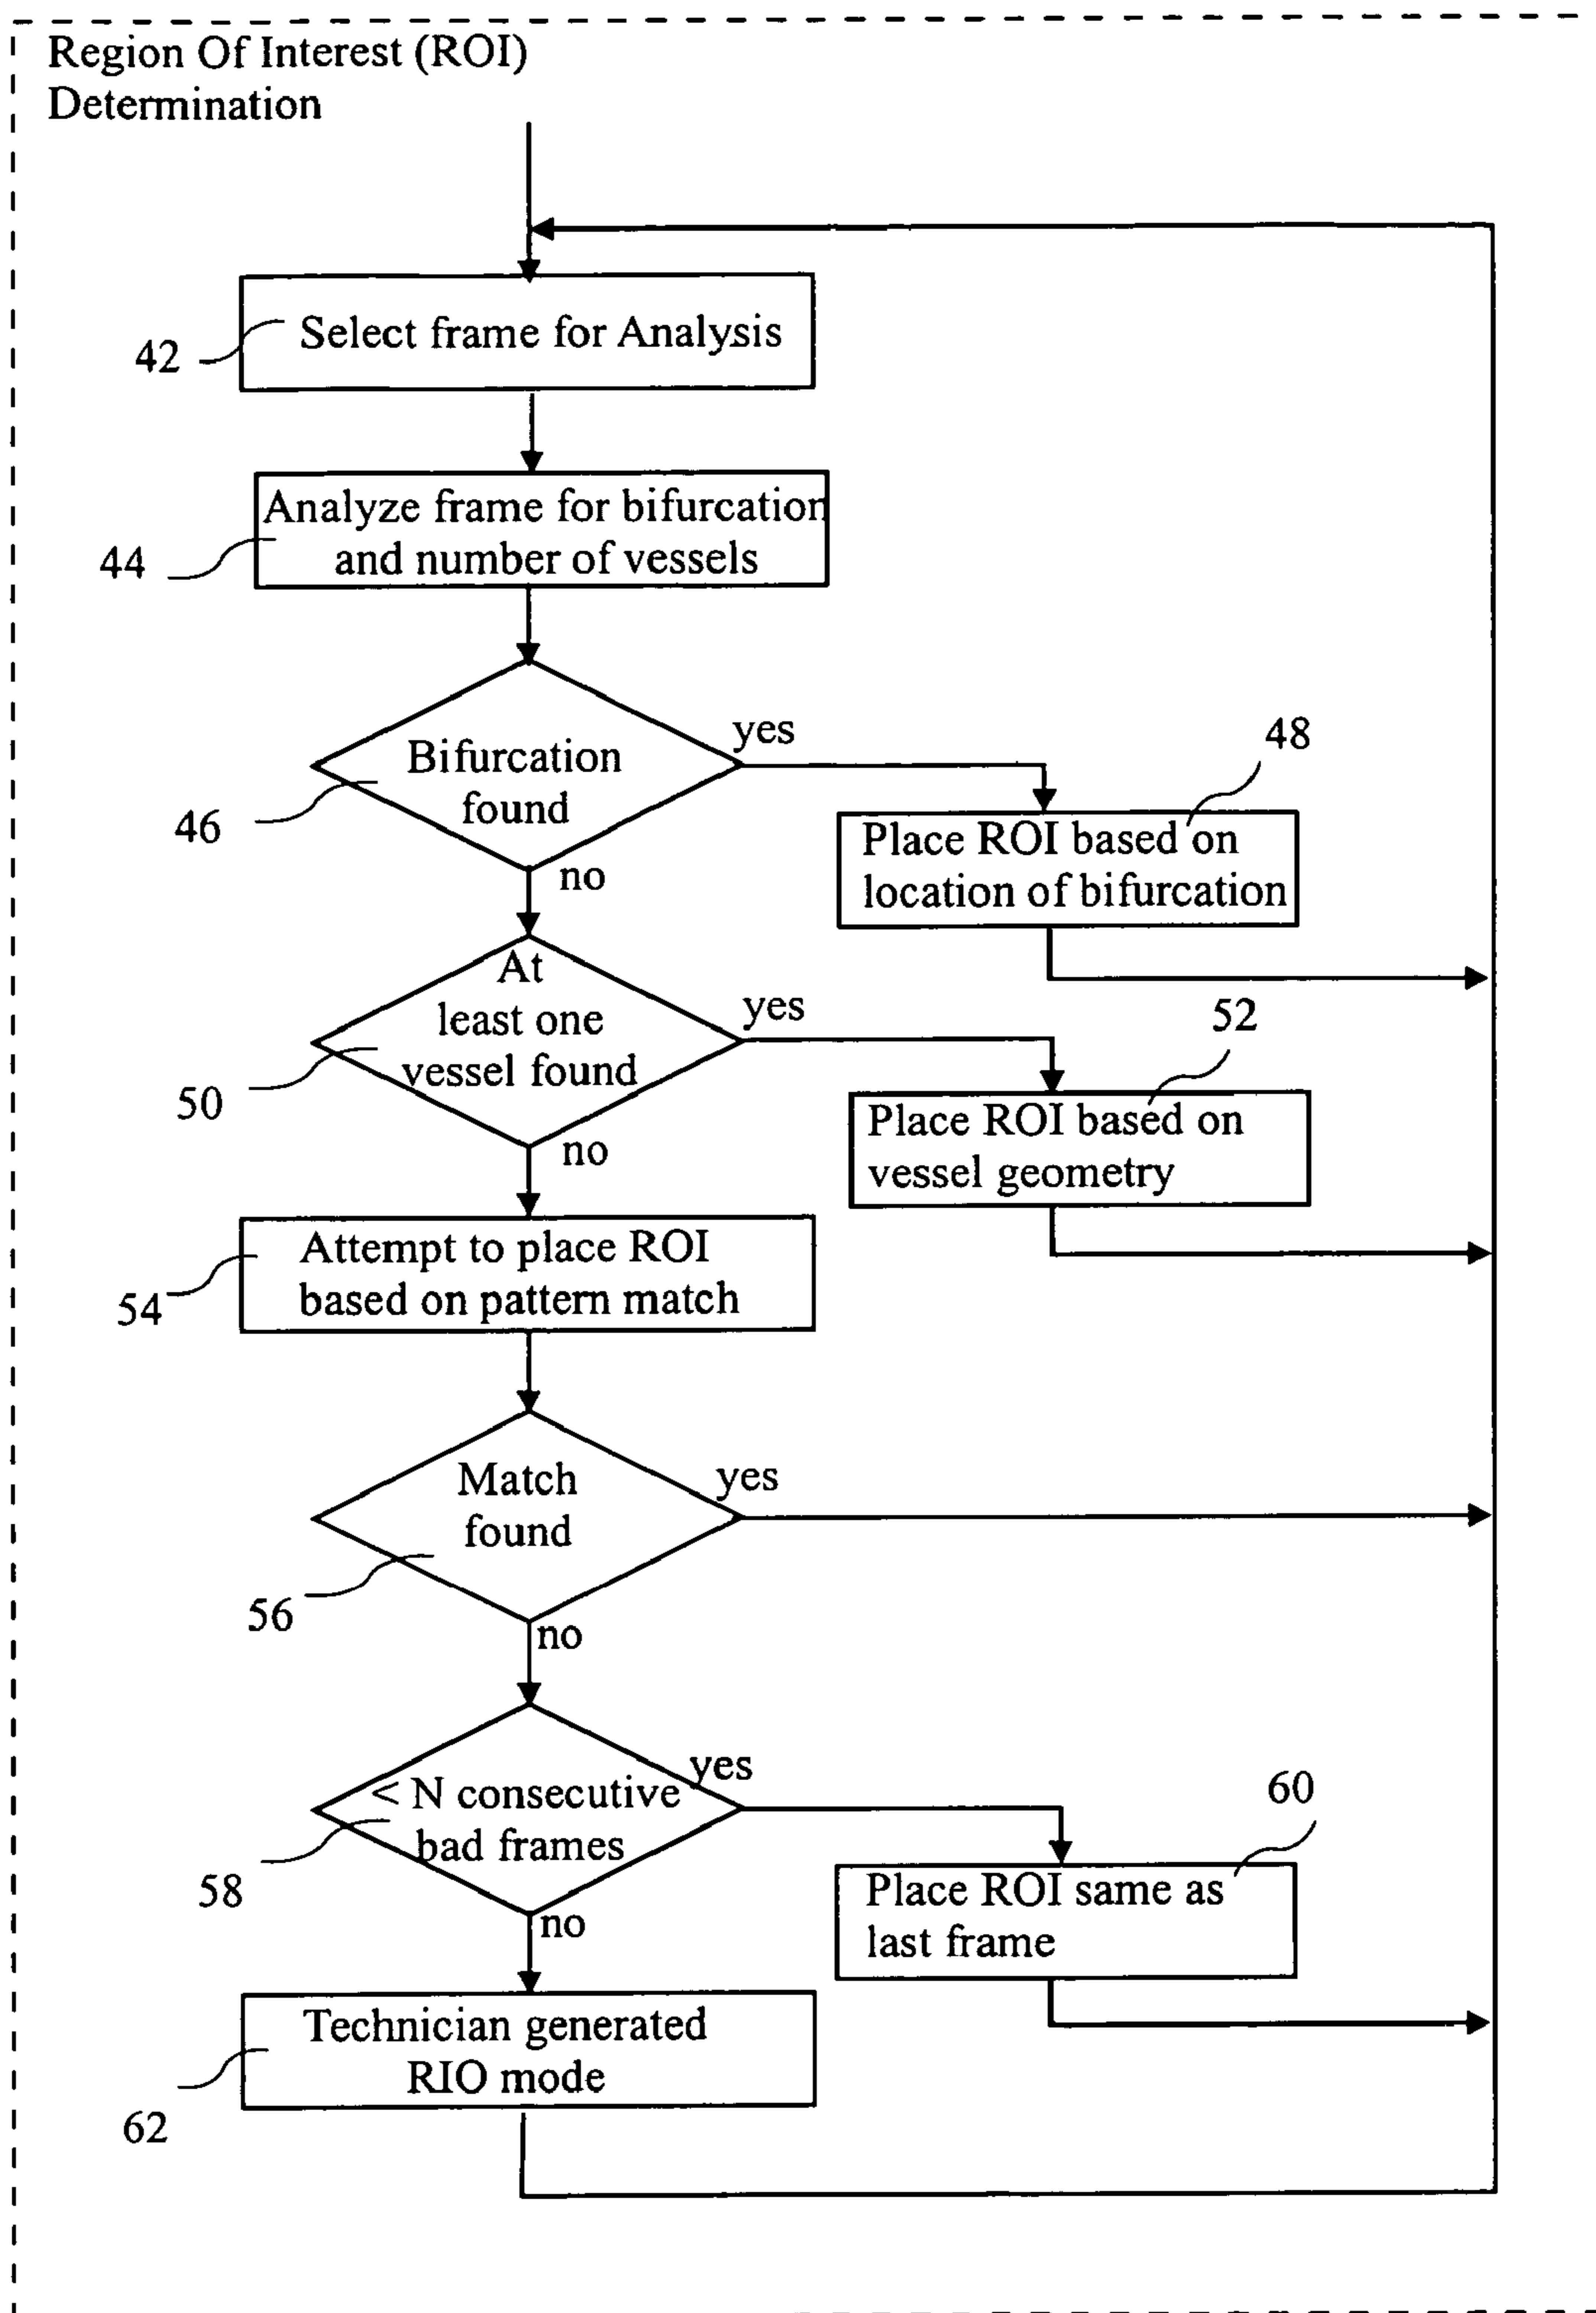 Region Of Interest (ROI)
Determination
Select frame for Analysis
42
Analyze frame for bifurcation
and number of vessels
44
Bifurcation
found
46
yes
no
48
Place ROI based on
location of bifurcation
At
least one
vessel found
50
yes
no
52
Place ROI based on
vessel geometry
Attempt to place ROI
based on pattern match
54
Match
found
56
yes
no
< N consecutive
bad frames
58
yes
no
60
Place ROI same as
last frame
Technician generated
RIO mode
62